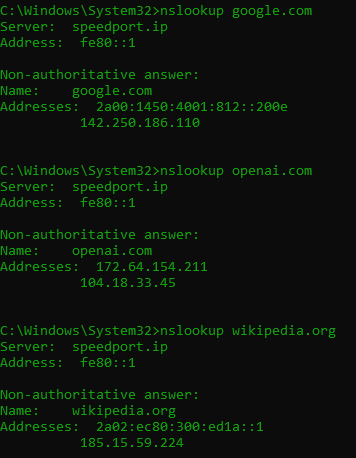 C:\Windows\System32>nslookup google.com
Server:  speedport.ip
Address:  fe80::1
Non-authoritative answer:
Name:    google.com
Addresses:  2a00:1450:4001:812::200e
          142.250.186.110
C:\Windows\System32>nslookup openai.com
Server:  speedport.ip
Address:  fe80::1
Non-authoritative answer:
Name:    openai.com
Addresses:  172.64.154.211
          104.18.33.45
C:\Windows\System32>nslookup wikipedia.org
Server:  speedport.ip
Address:  fe80::1
Non-authoritative answer:
Name:    wikipedia.org
Addresses:  2a02:ec80:300:ed1a::1
          185.15.59.224